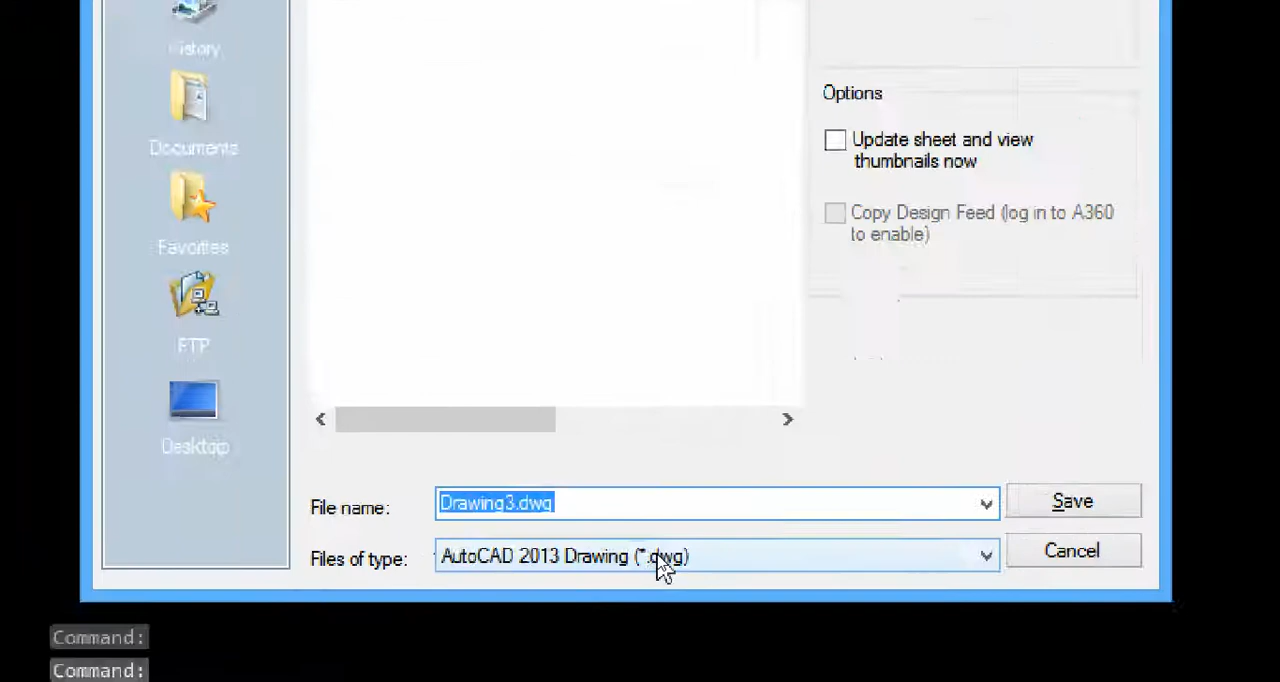 History
Documents
Favorites
FTP
Desktop
Options
Update sheet and view
thumbnails now
Copy Design Feed (log in to A360
to enable)
File name:
Drawing3.dwg
Save
Files of type:
AutoCAD 2013 Drawing (*.dwg)
Cancel
Command:
Command: